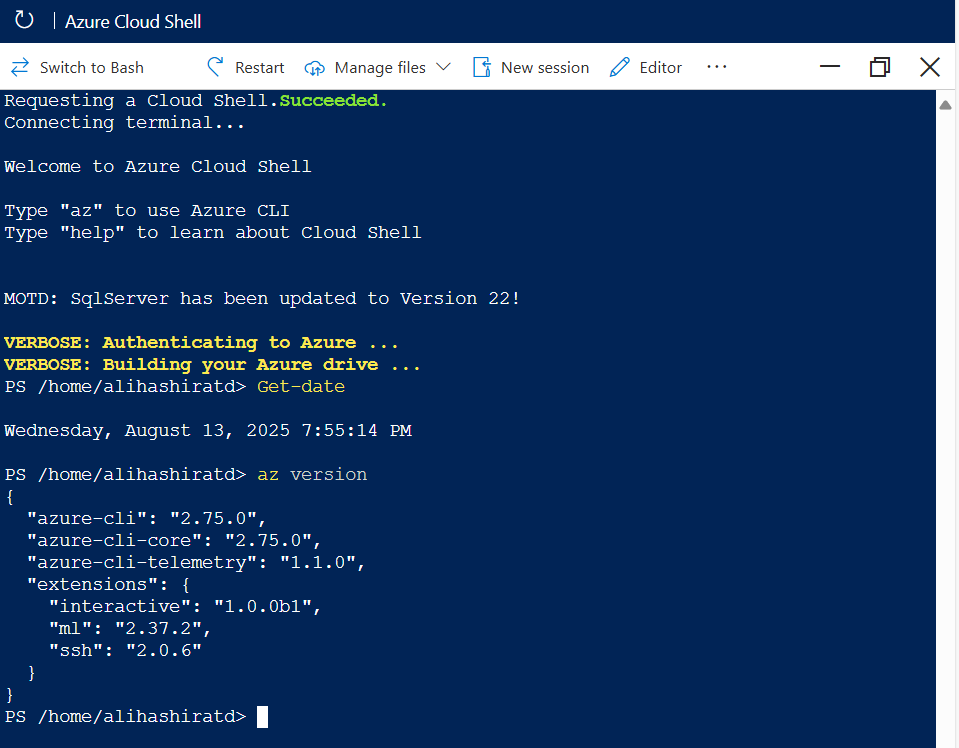 Azure Cloud Shell
Switch to Bash Restart Manage files New session Editor ...
Requesting a Cloud Shell.Succeeded.
Connecting terminal...
Welcome to Azure Cloud Shell
Type "az" to use Azure CLI
Type "help" to learn about Cloud Shell
MOTD: SqlServer has been updated to Version 22!
VERBOSE: Authenticating to Azure ...
VERBOSE: Building your Azure drive ...
PS /home/alihashiratd> Get-date
Wednesday, August 13, 2025 7:55:14 PM
PS /home/alihashiratd> az version
{
  "azure-cli": "2.75.0",
  "azure-cli-core": "2.75.0",
  "azure-cli-telemetry": "1.1.0",
  "extensions": {
    "interactive": "1.0.0b1",
    "ml": "2.37.2",
    "ssh": "2.0.6"
  }
}
PS /home/alihashiratd>